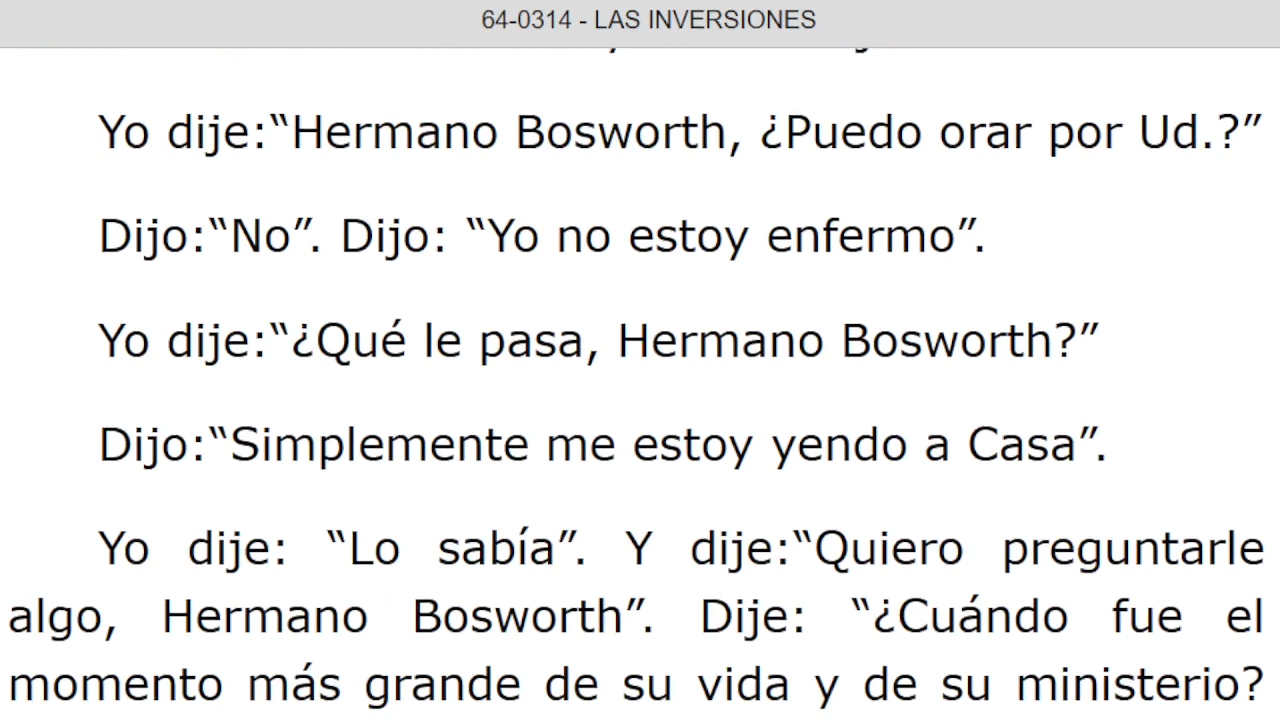 64-0314 - LAS INVERSIONES
Yo dije:“Hermano Bosworth, ¿Puedo orar por Ud.?”
Dijo:“No”. Dijo: “Yo no estoy enfermo”.
Yo dije:“¿Qué le pasa, Hermano Bosworth?”
Dijo:“Simplemente me estoy yendo a Casa”.
Yo dije: “Lo sabía”. Y dije:“Quiero preguntarle
algo, Hermano Bosworth”. Dije: “¿Cuándo fue el
momento más grande de su vida y de su ministerio?